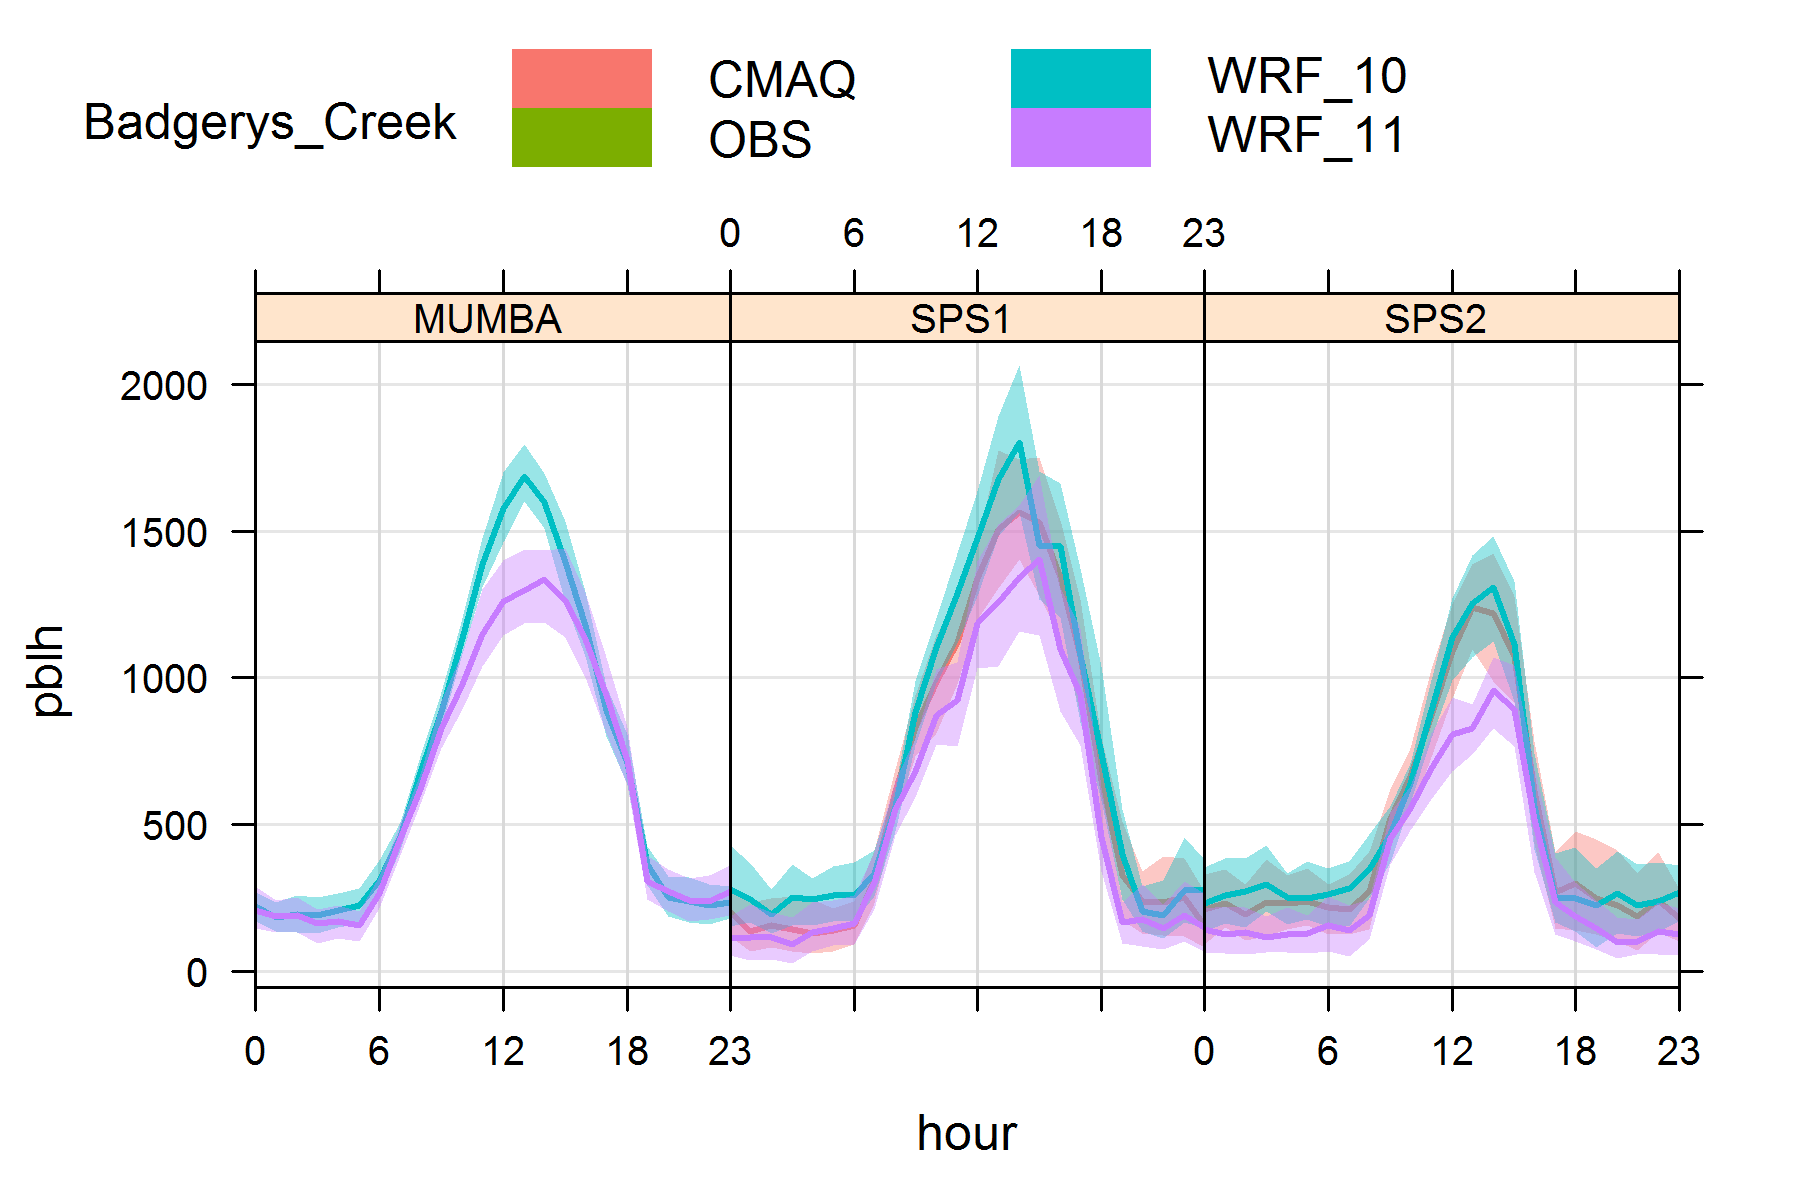 Badgerys_Creek
CMAQ
OBS
WRF_10
WRF_11
0 6 12 18 23
MUMBA SPS1 SPS2
2000
1500
1000
500
0
pblh
0 6 12 18 23 0 6 12 18 23
hour